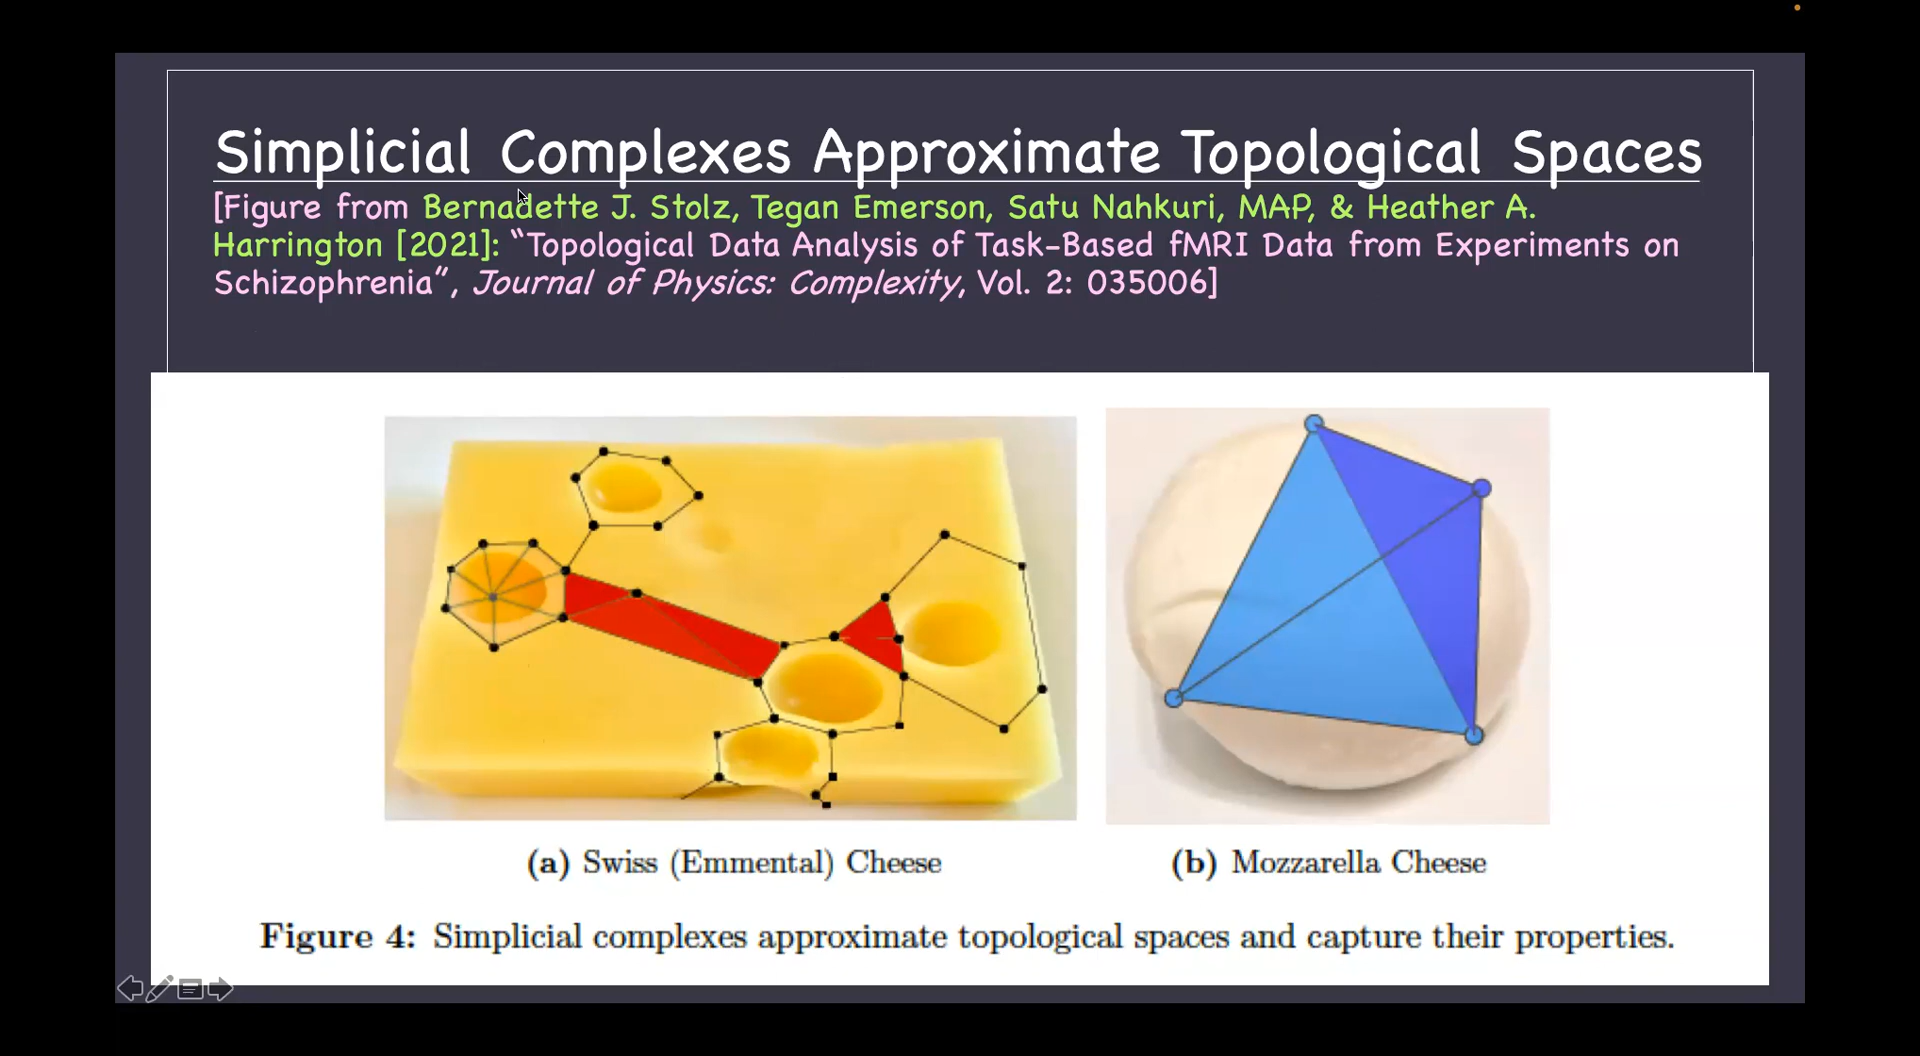 Simplicial Complexes Approximate Topological Spaces
[Figure from Bernadette J. Stolz, Tegan Emerson, Satu Nahkuri, MAP, & Heather A.
Harrington [2021]: “Topological Data Analysis of Task-Based fMRI Data from Experiments on
Schizophrenia”, Journal of Physics: Complexity, Vol. 2: 035006]
(a) Swiss (Emmental) Cheese
(b) Mozzarella Cheese
Figure 4: Simplicial complexes approximate topological spaces and capture their properties.